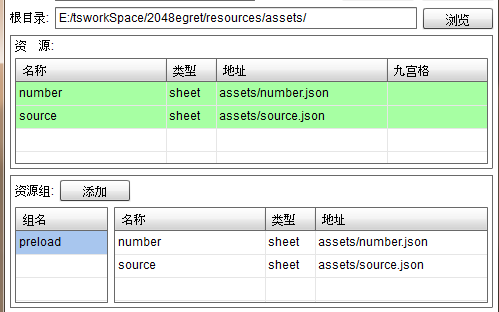 根目录: E:/tsworkSpace/2048egret/resources/assets/ 浏览
资 源:
名称 类型 地址 九宫格
number sheet assets/number.json
source sheet assets/source.json
资源组: 添加
组名 名称 类型 地址
preload number sheet assets/number.json
source sheet assets/source.json